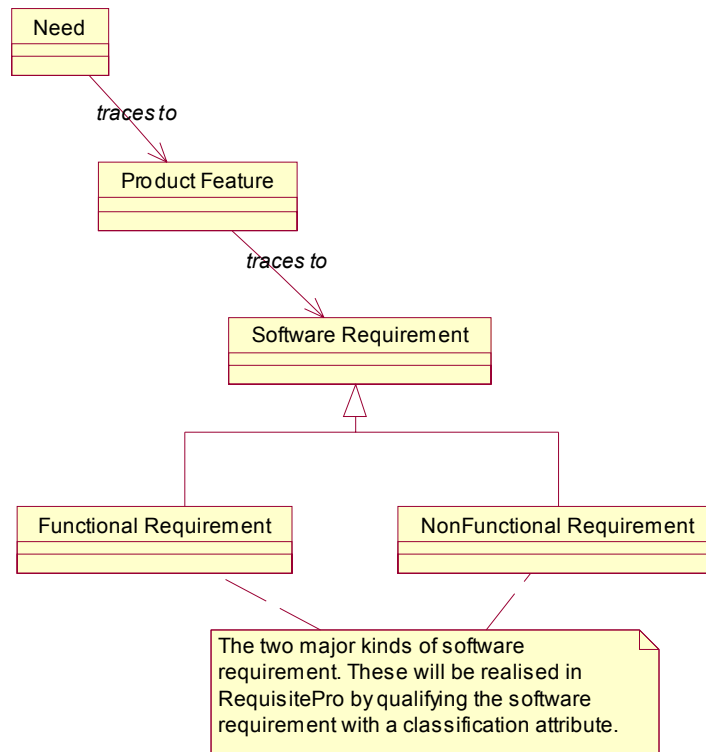 Need
traces to
Product Feature
traces to
Software Requirement
Functional Requirement
NonFunctional Requirement
The two major kinds of software
requirement. These will be realised in
RequisitePro by qualifying the software
requirement with a classification attribute.